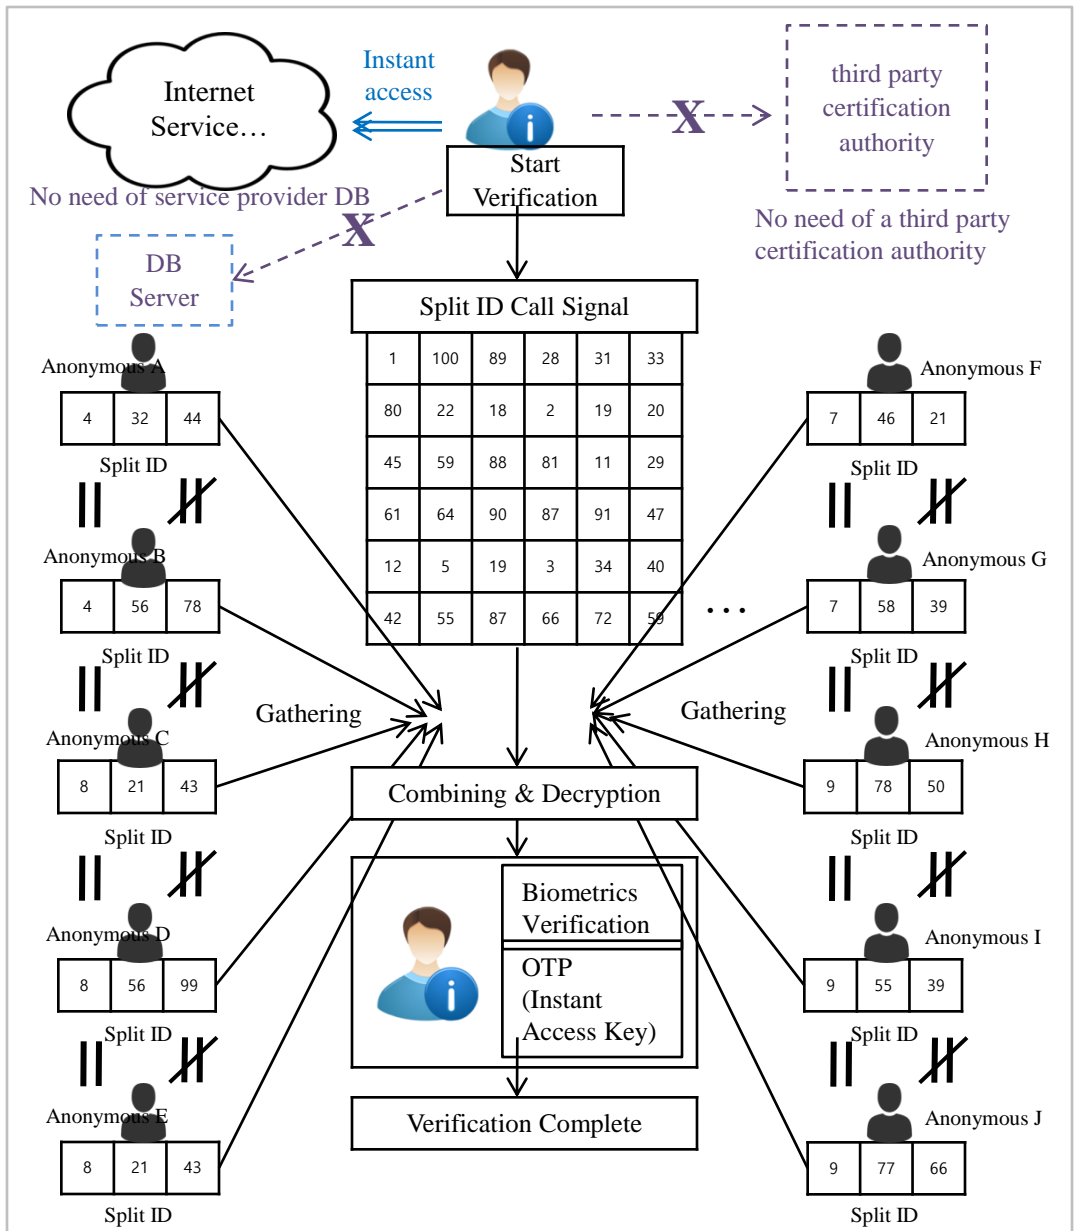 Internet
Service…
Instant
access
third party
certification
authority
Start
Verification
No need of service provider DB
X
X
No need of a third party
certification authority
DB
Server
Split ID Call Signal
1 100 89 28 31 33
80 22 18 2 19 20
45 59 88 81 11 29
61 64 90 87 91 47
12 5 19 3 34 40
42 55 87 66 72 59
...
Anonymous A
4 32 44
Split ID
Anonymous B
4 56 78
Split ID
Anonymous C
8 21 43
Split ID
Anonymous D
8 56 99
Split ID
Anonymous E
8 21 43
Split ID
Gathering
Anonymous F
7 46 21
Split ID
Anonymous G
7 58 39
Split ID
Anonymous H
9 78 50
Split ID
Anonymous I
9 55 39
Split ID
Anonymous J
9 77 66
Split ID
Gathering
Combining & Decryption
i
i
Biometrics
Verification
OTP
(Instant
Access Key)
Verification Complete